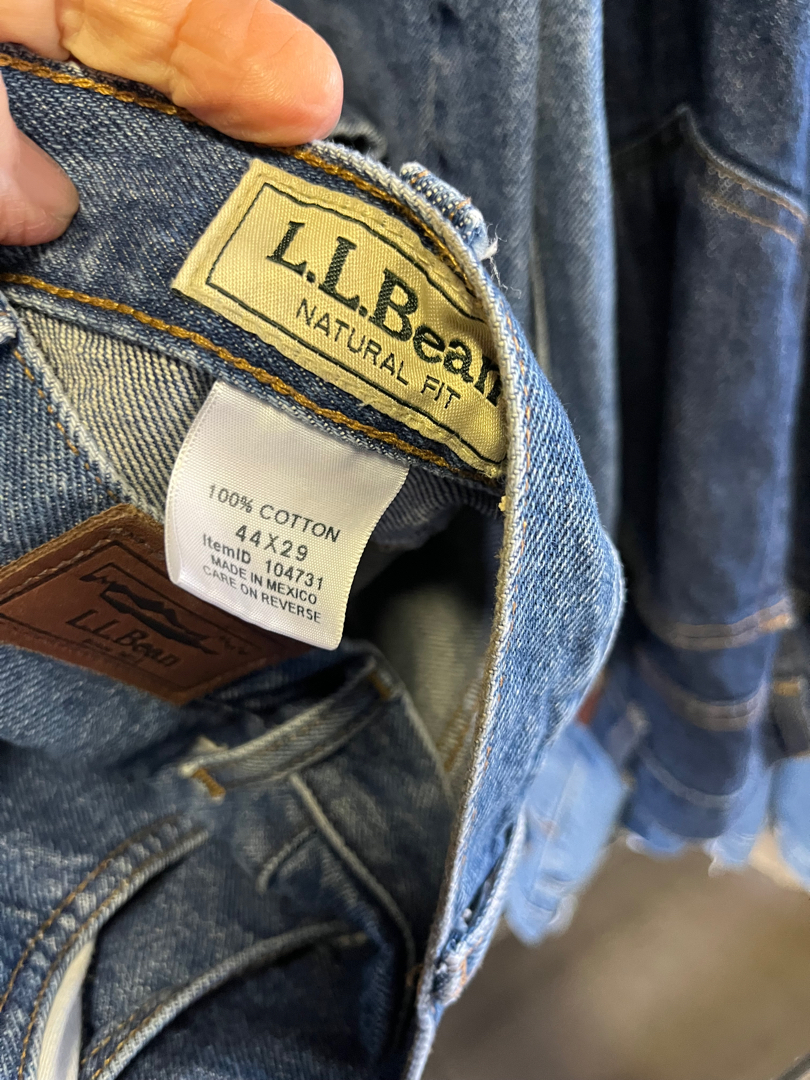 L.L.Bean
NATURAL FIT
100% COTTON
44X29
ItemID 104731
MADE IN MEXICO
CARE ON REVERSE
L.L.Bean